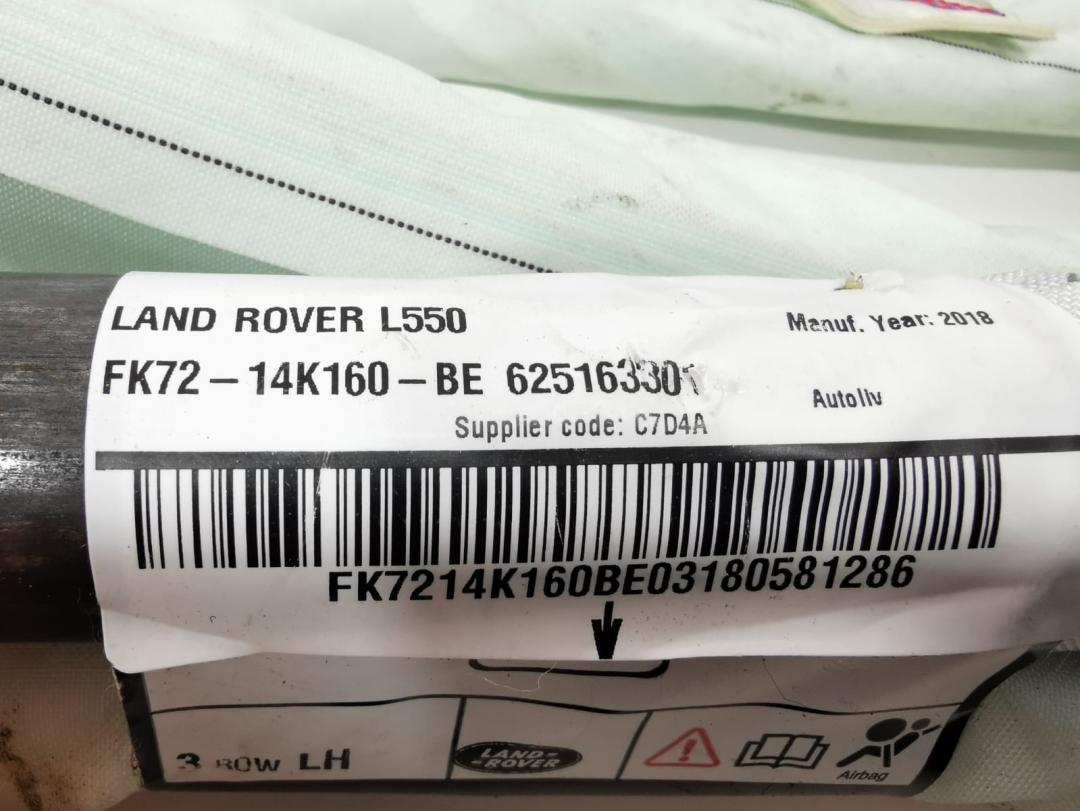 LAND ROVER L550
Manuf. Year: 2018
FK72-14K160-BE 625163301
Autoliv
Supplier code: C7D4A
FK7214K160BE03180581286
3 ROW LH
LAND-
ROVER
Airbag